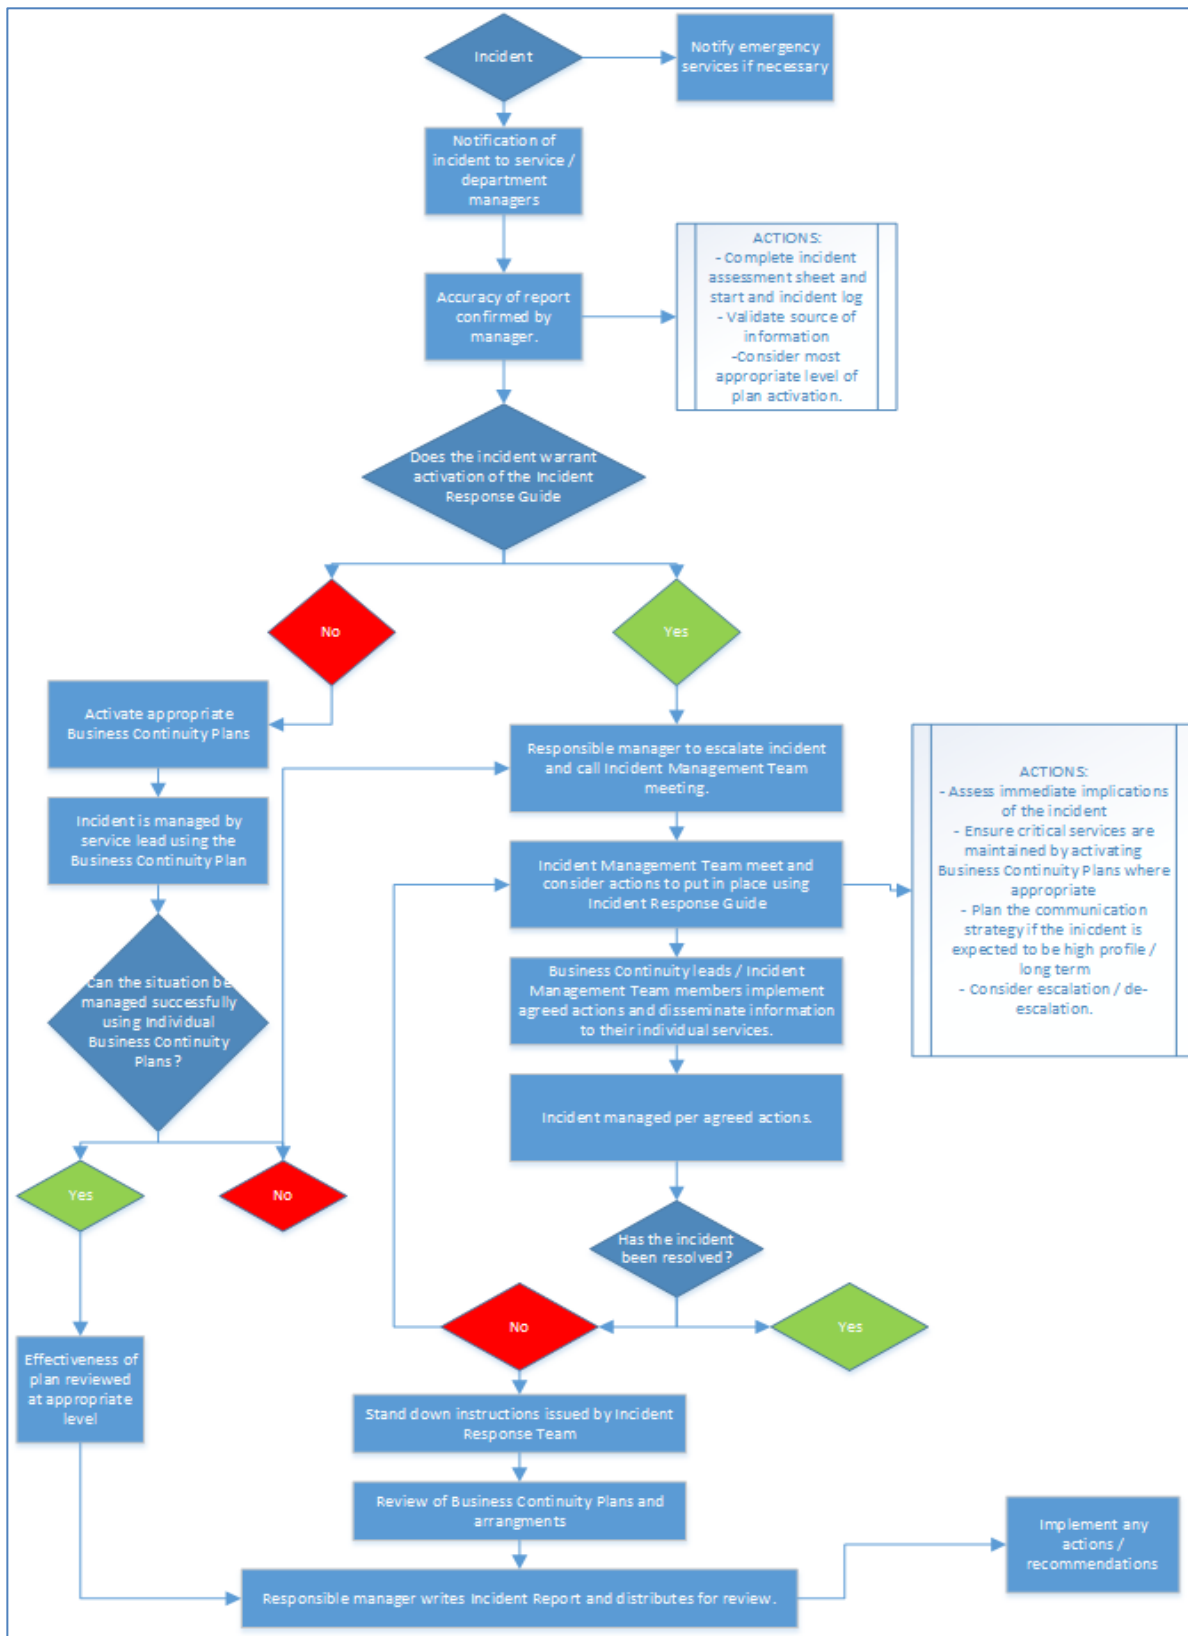 Incident
Notify emergency
services if necessary
Notification of
incident to service /
department
managers
Accuracy of report
confirmed by
manager.
ACTIONS:
- Complete incident
assessment sheet and
start and incident log
- Validate source of
information
-Consider most
appropriate level of
plan activation.
Does the incident warrant
activation of the Incident
Response Guide
No
Yes
Activate appropriate
Business Continuity Plans
Responsible manager to escalate incident
and call Incident Management Team
meeting.
ACTIONS:
- Assess immediate implications
of the incident
- Ensure critical services are
maintained by activating
Business Continuity Plans where
appropriate
- Plan the communication
strategy if the inicdent is
expected to be high profile /
long term
- Consider escalation / de-
escalation.
Incident is managed by
service lead using the
Business Continuity Plan
Incident Management Team meet and
consider actions to put in place using
Incident Response Guide
Can the situation be
managed successfully
using Individual
Business Continuity
Plans?
Business Continuity leads / Incident
Management Team members implement
agreed actions and disseminate information
to their individual services.
Incident managed per agreed actions.
Yes
No
Has the incident
been resolved?
No
Yes
Effectiveness of
plan reviewed
at appropriate
level
Stand down instructions issued by Incident
Response Team
Review of Business Continuity Plans and
arrangments
Implement any
actions /
recommendations
Responsible manager writes Incident Report and distributes for review.